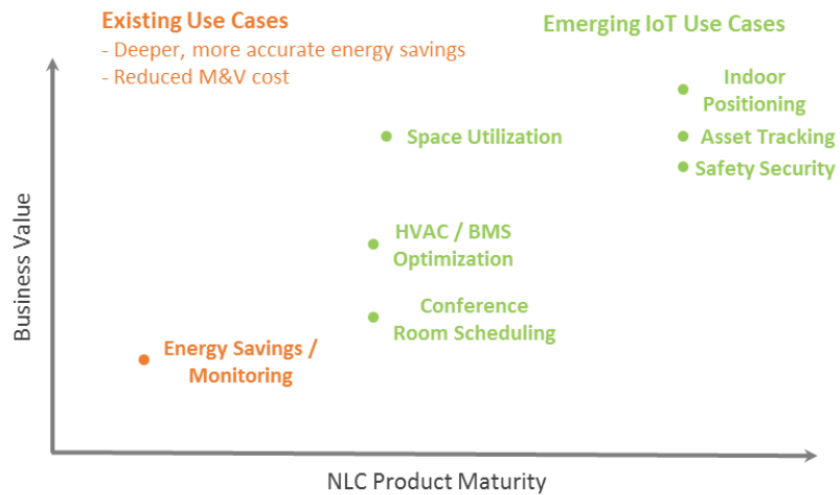 Existing Use Cases
- Deeper, more accurate energy savings
- Reduced M&V cost
Emerging IoT Use Cases
Indoor
Positioning
Space Utilization
Asset Tracking
Safety Security
HVAC / BMS
Optimization
Conference
Room Scheduling
Energy Savings /
Monitoring
Business Value
NLC Product Maturity